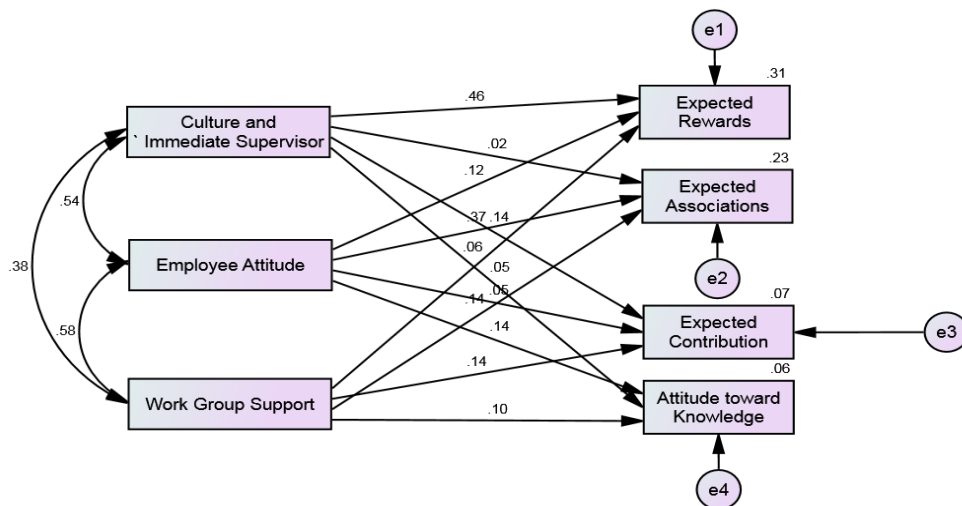 e1
.31
Expected
Rewards
.46
Culture and
` Immediate Supervisor
.02
.23
.12
Expected
Associations
.54
.37
.14
.06
Employee Attitude
.38
.05
e2
.05
.14
.07
.58
.14
Expected
Contribution
e3
.14
.06
Work Group Support
.10
Attitude toward
Knowledge
e4